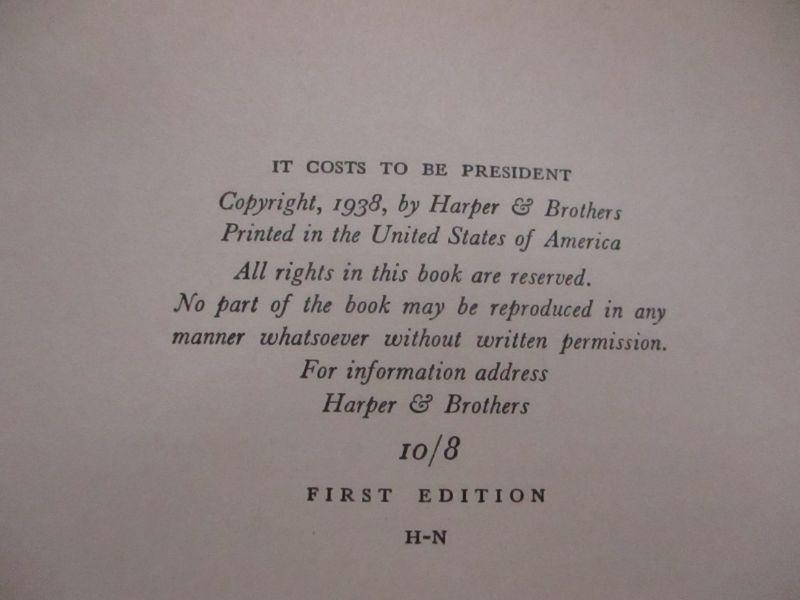 IT COSTS TO BE PRESIDENT
Copyright, 1938, by Harper & Brothers
Printed in the United States of America
All rights in this book are reserved.
No part of the book may be reproduced in any
manner whatsoever without written permission.
For information address
Harper & Brothers
10/8
FIRST EDITION
H-N